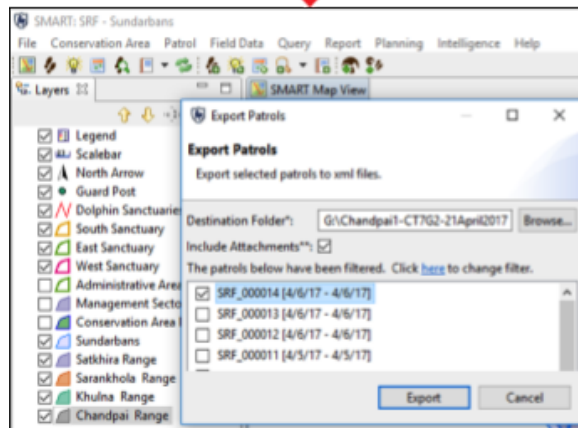 SMART: SRF - Sundarbans
File Conservation Area Patrol Field Data Query Report Planning Intelligence Help
Layers
SMART Map View
Legend
Scalebar
North Arrow
Guard Post
Dolphin Sanctuaries
South Sanctuary
East Sanctuary
West Sanctuary
Administrative Area
Management Secto
Conservation Area
Sundarbans
Satkhira Range
Sarankhola Range
Khulna Range
Chandpai Range
Export Patrols
Export Patrols
Export selected patrols to xml files.
Destination Folder*: G:\Chandpai1-CT7G2-21April2017 Browse...
Include Attachments**:
The patrols below have been filtered. Click here to change filter.
SRF_000014 [4/6/17 - 4/6/17]
SRF_000013 [4/6/17 - 4/6/17]
SRF_000012 [4/6/17 - 4/6/17]
SRF_000011 [4/5/17 - 4/5/17]
Export Cancel